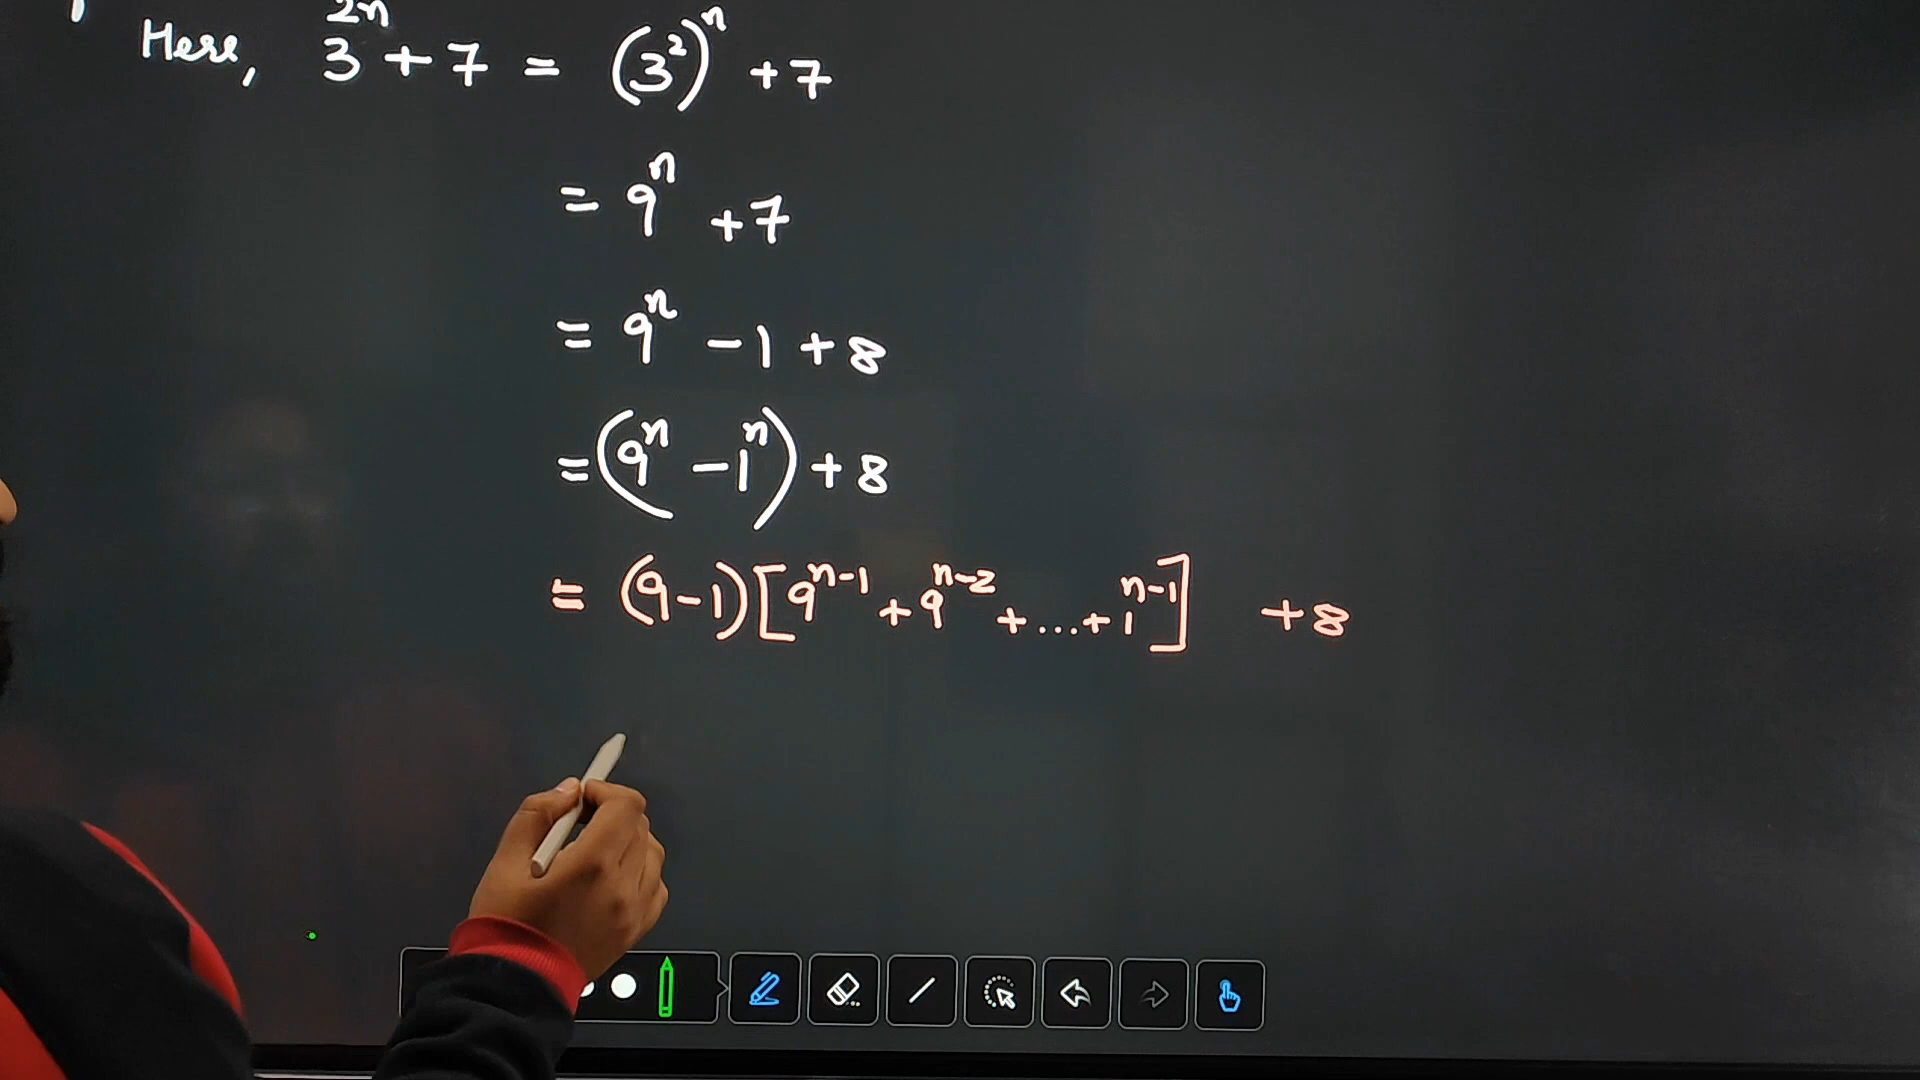 Here, 3^{2n} + 7 = (3^2)^n + 7
= 9^n + 7
= 9^n - 1 + 8
= (9^n - 1^n) + 8
= (9-1)[9^{n-1} + 9^{n-2} + ... + 1^{n-1}] + 8